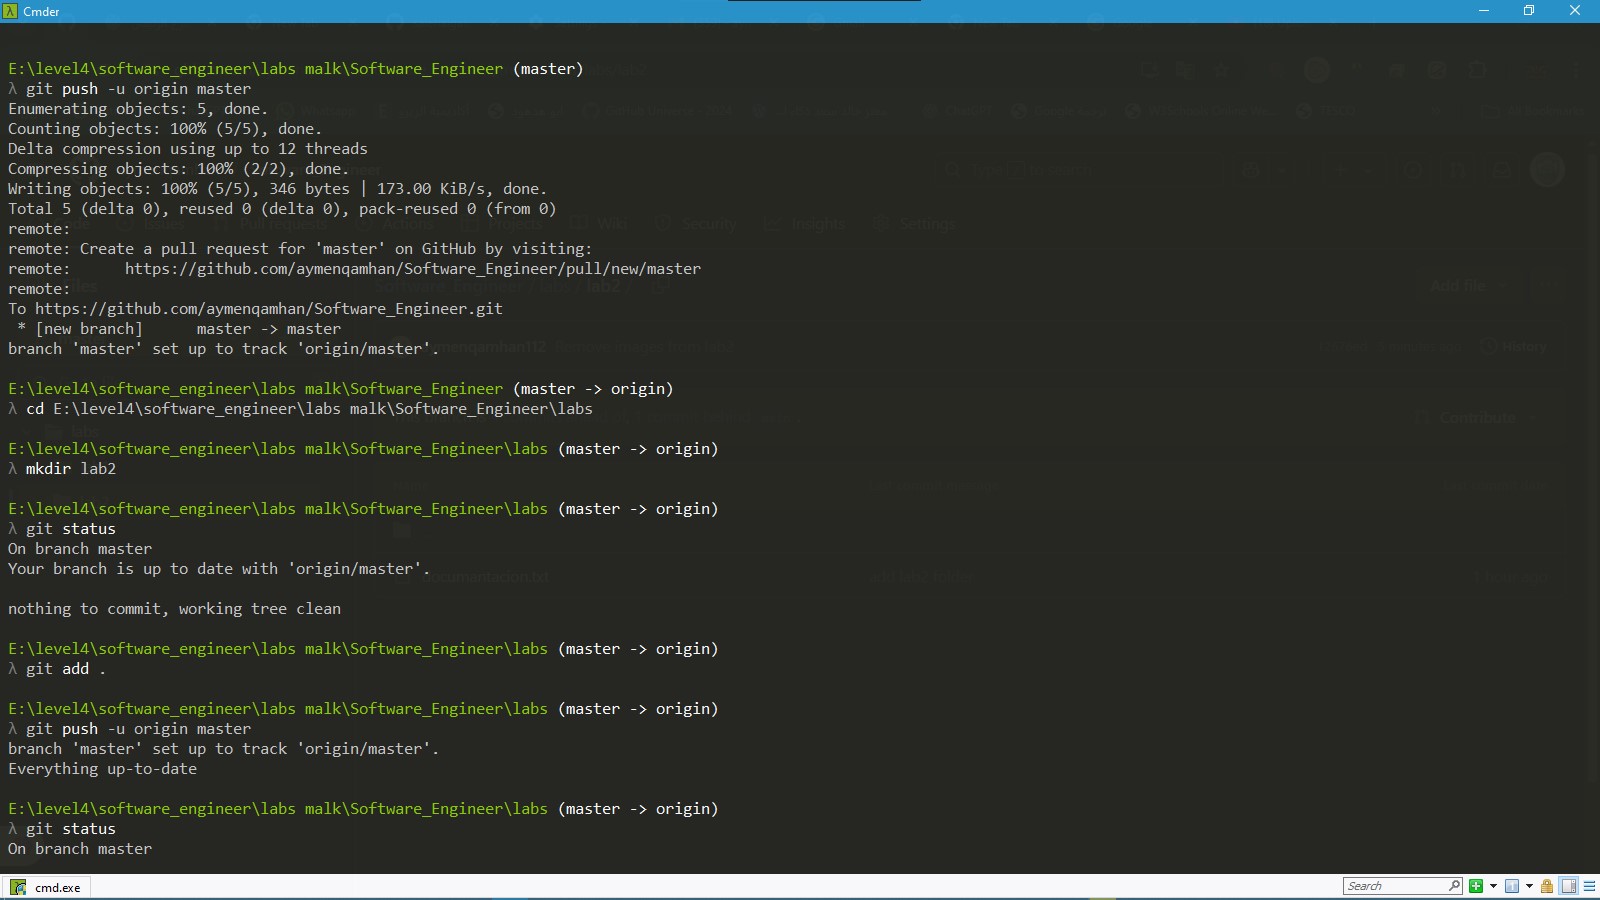 Cmder
E:\level4\software_engineer\labs malk\Software_Engineer (master)
λ git push -u origin master
Enumerating objects: 5, done.
Counting objects: 100% (5/5), done.
Delta compression using up to 12 threads
Compressing objects: 100% (2/2), done.
Writing objects: 100% (5/5), 346 bytes | 173.00 KiB/s, done.
Total 5 (delta 0), reused 0 (delta 0), pack-reused 0 (from 0)
remote:
remote: Create a pull request for 'master' on GitHub by visiting:
remote:      https://github.com/aymenqamhan/Software_Engineer/pull/new/master
remote:
To https://github.com/aymenqamhan/Software_Engineer.git
 * [new branch]      master -> master
branch 'master' set up to track 'origin/master'.
E:\level4\software_engineer\labs malk\Software_Engineer (master -> origin)
λ cd E:\level4\software_engineer\labs malk\Software_Engineer\labs
E:\level4\software_engineer\labs malk\Software_Engineer\labs (master -> origin)
λ mkdir lab2
E:\level4\software_engineer\labs malk\Software_Engineer\labs (master -> origin)
λ git status
On branch master
Your branch is up to date with 'origin/master'.
nothing to commit, working tree clean
E:\level4\software_engineer\labs malk\Software_Engineer\labs (master -> origin)
λ git add .
E:\level4\software_engineer\labs malk\Software_Engineer\labs (master -> origin)
λ git push -u origin master
branch 'master' set up to track 'origin/master'.
Everything up-to-date
E:\level4\software_engineer\labs malk\Software_Engineer\labs (master -> origin)
λ git status
On branch master
cmd.exe
Search